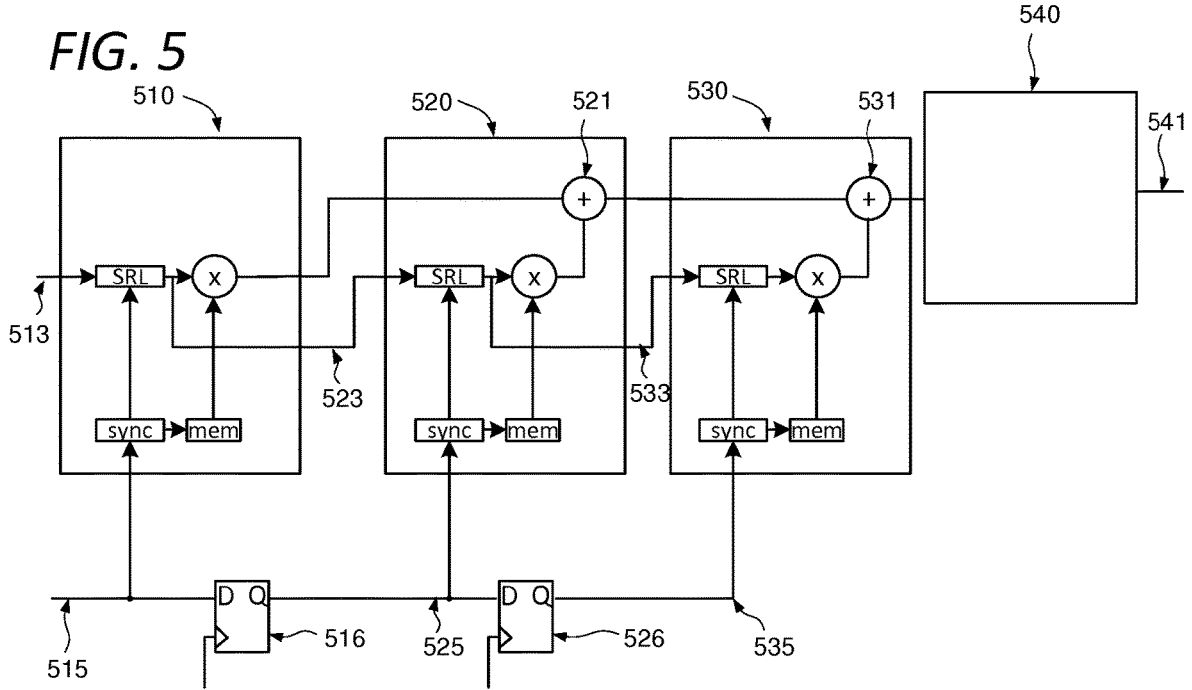 FIG. 5
540
510
520
521
530
531
541
+
+
SRL
x
SRL
x
SRL
x
513
523
533
sync
mem
sync
mem
sync
mem
D Q
D Q
515
516
525
526
535